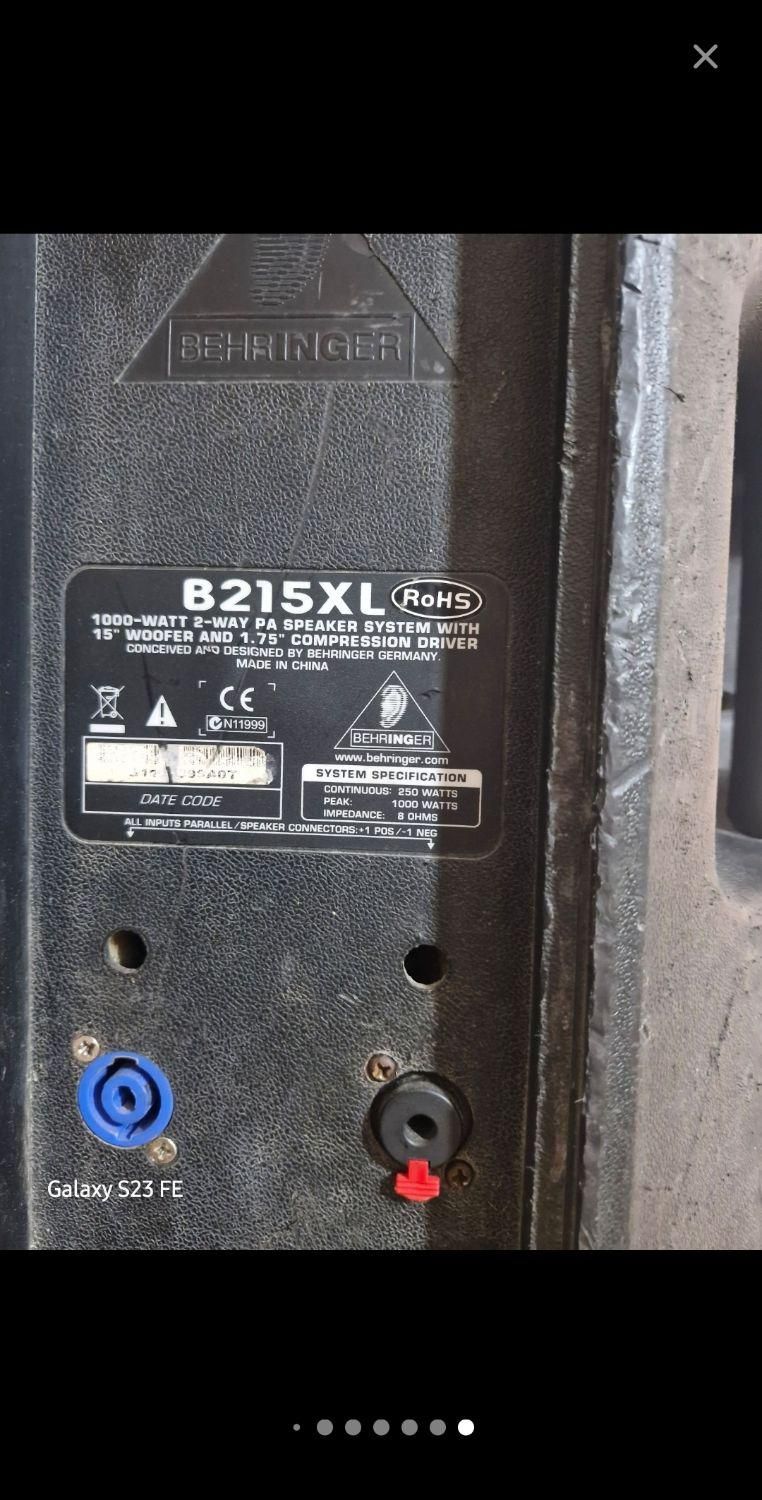 BEHRINGER
B215XL RoHS
1000-WATT 2-WAY PA SPEAKER SYSTEM WITH
15" WOOFER AND 1.75" COMPRESSION DRIVER
CONCEIVED AND DESIGNED BY BEHRINGER GERMANY.
MADE IN CHINA
CE
N11999
BEHRINGER
www.behringer.com
DATE CODE
SYSTEM SPECIFICATION
CONTINUOUS: 250 WATTS
PEAK: 1000 WATTS
IMPEDANCE: 8 OHMS
ALL INPUTS PARALLEL/SPEAKER CONNECTORS:+1 POS/-1 NEG
Galaxy S23 FE